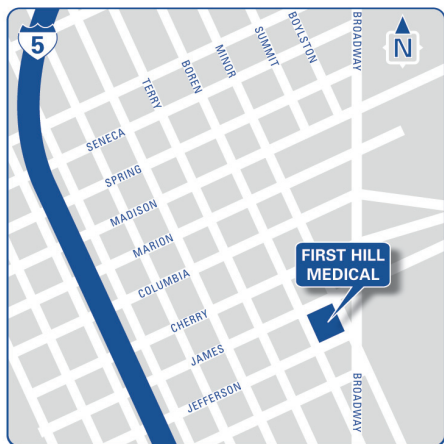 5
TERRY
BOREN
MINOR
SUMMIT
BOYLSTON
BROADWAY
N
SENECA
SPRING
MADISON
MARION
COLUMBIA
CHERRY
JAMES
JEFFERSON
FIRST HILL
MEDICAL
BROADWAY